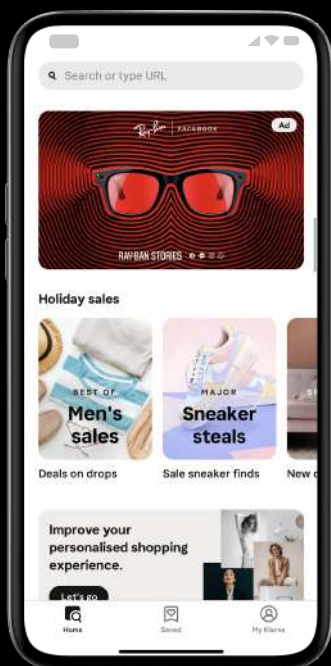 Search or type URL
Ray-Ban | FACEBOOK
Ad
RAY-BAN STORIES
Holiday sales
BEST OF
Men's
sales
MAJOR
Sneaker
steals
Deals on drops
Sale sneaker finds
New
Improve your
personalised shopping
experience.
Let's go
Home
Saved
My Klarna